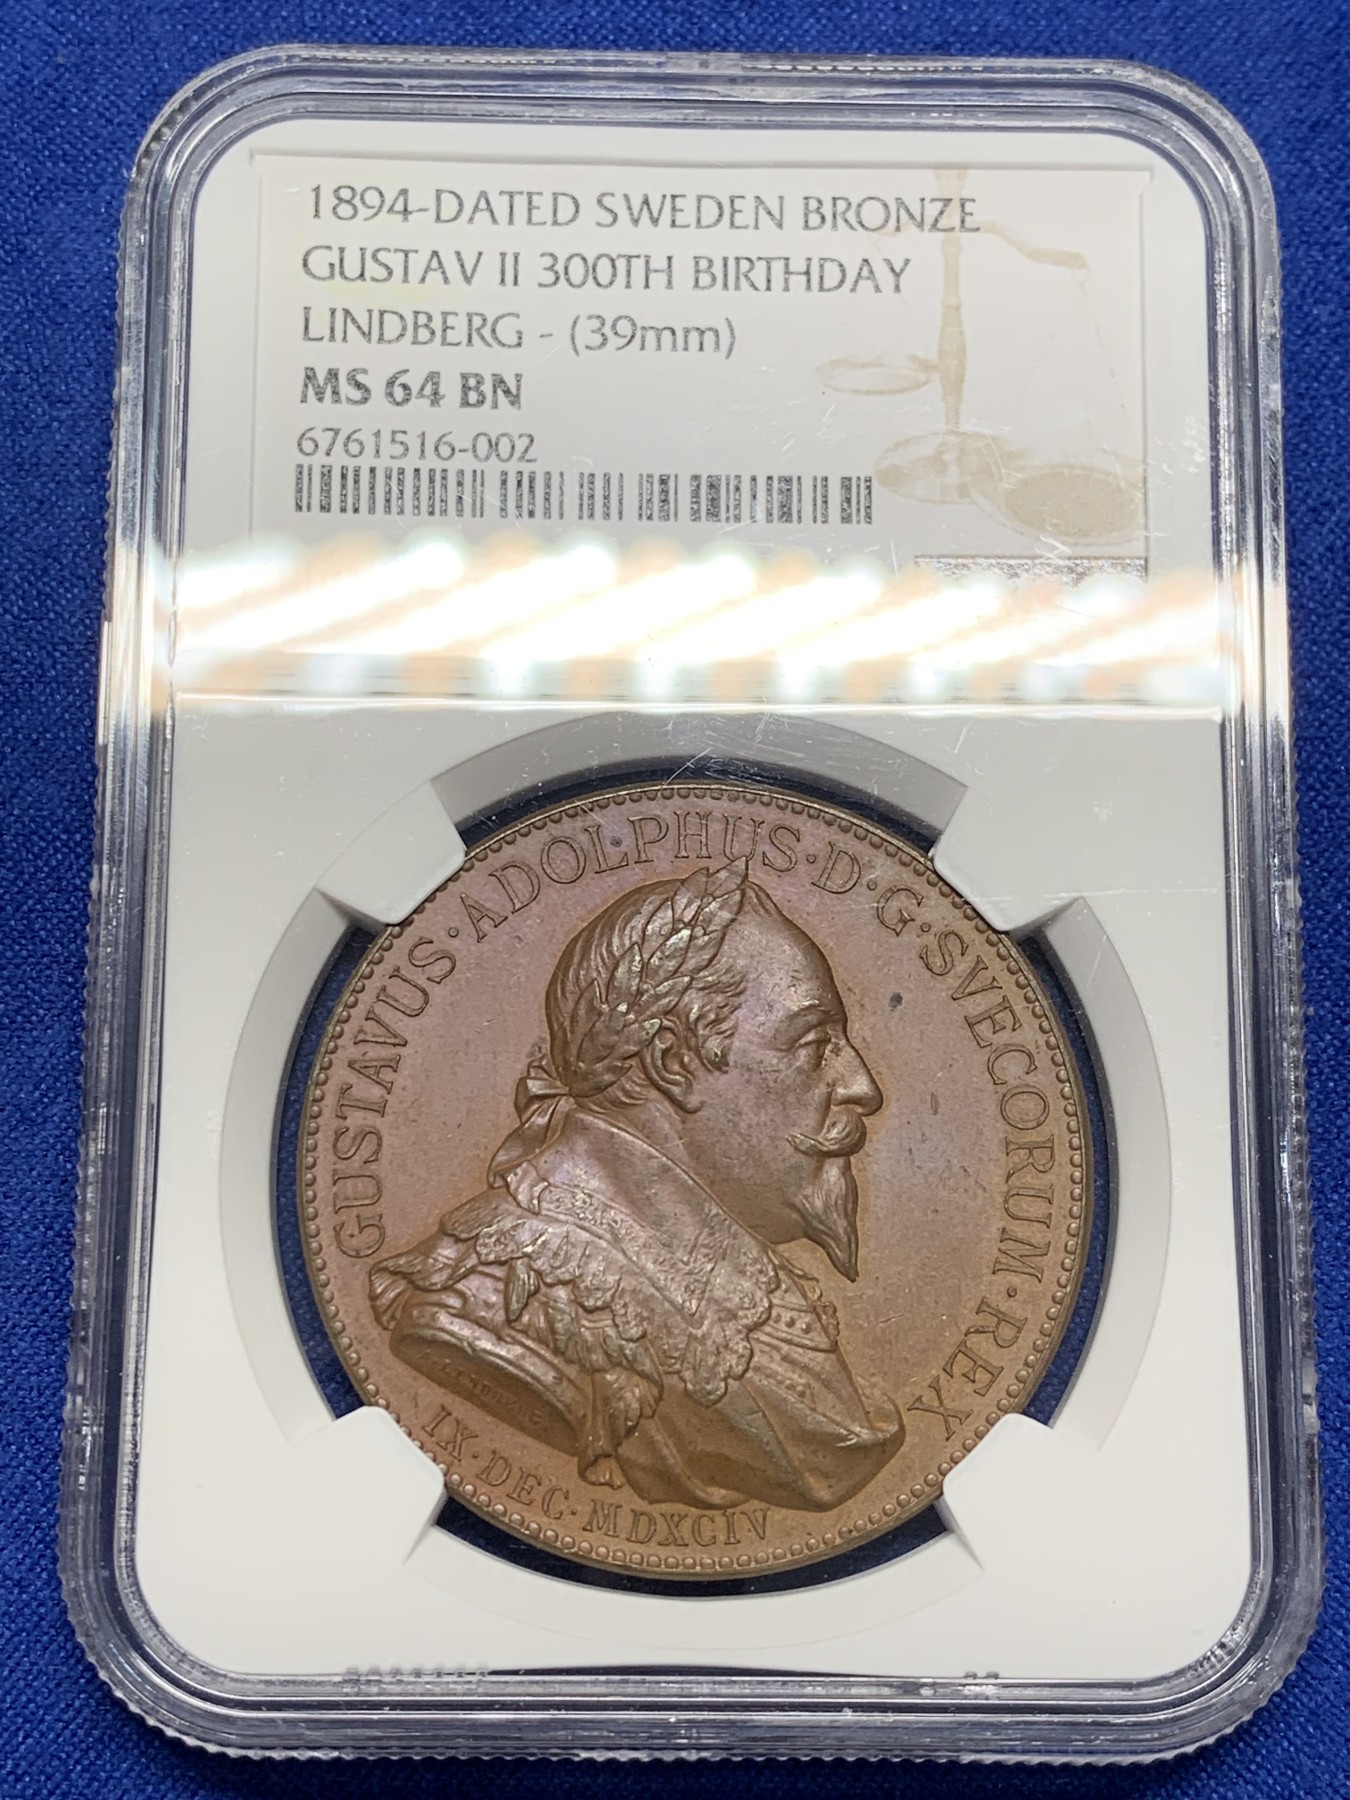 1894-DATED SWEDEN BRONZE
GUSTAV II 300TH BIRTHDAY
LINDBERG - (39mm)
MS 64 BN
6761516-002
GUSTAVUS · ADOLPHUS · D · G · SVECORUM · REX
IX · DEC · MDXCIV